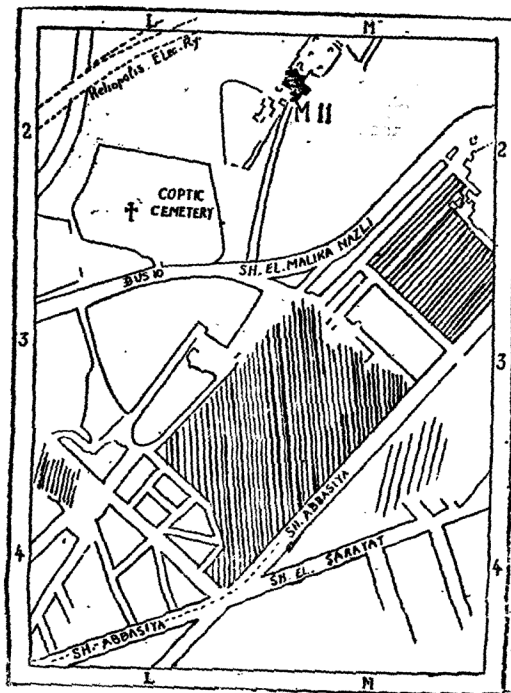 L M
Heliopolis Elec. Ry.
M II
2 2
COPTIC
CEMETERY
SH. EL. MALIKA NAZLI
BUS 10
3 3
SH. ABBASIYA
4 4
SH. EL. SARAYAT
SH. ABBASIYA
L M